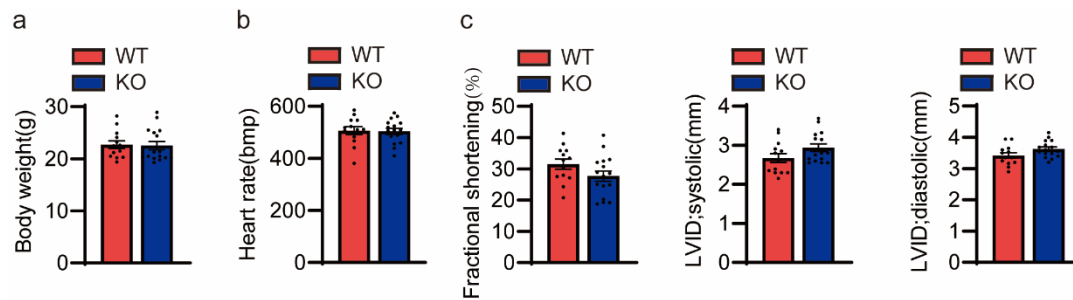 a
WT
KO
Body weight(g)
30
20
10
0
b
WT
KO
Heart rate(bmp)
600
400
200
0
c
WT
KO
Fractional shortening(%)
50
40
30
20
10
0
WT
KO
LVID;systolic(mm)
4
3
2
1
0
WT
KO
LVID;diastolic(mm)
5
4
3
2
1
0